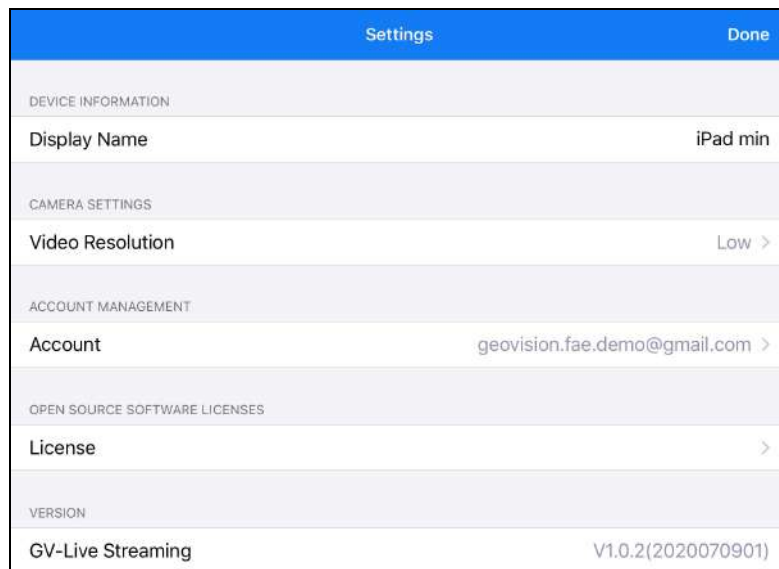 Settings Done
DEVICE INFORMATION
Display Name iPad min
CAMERA SETTINGS
Video Resolution Low >
ACCOUNT MANAGEMENT
Account geovision.fae.demo@gmail.com >
OPEN SOURCE SOFTWARE LICENSES
License >
VERSION
GV-Live Streaming V1.0.2(2020070901)